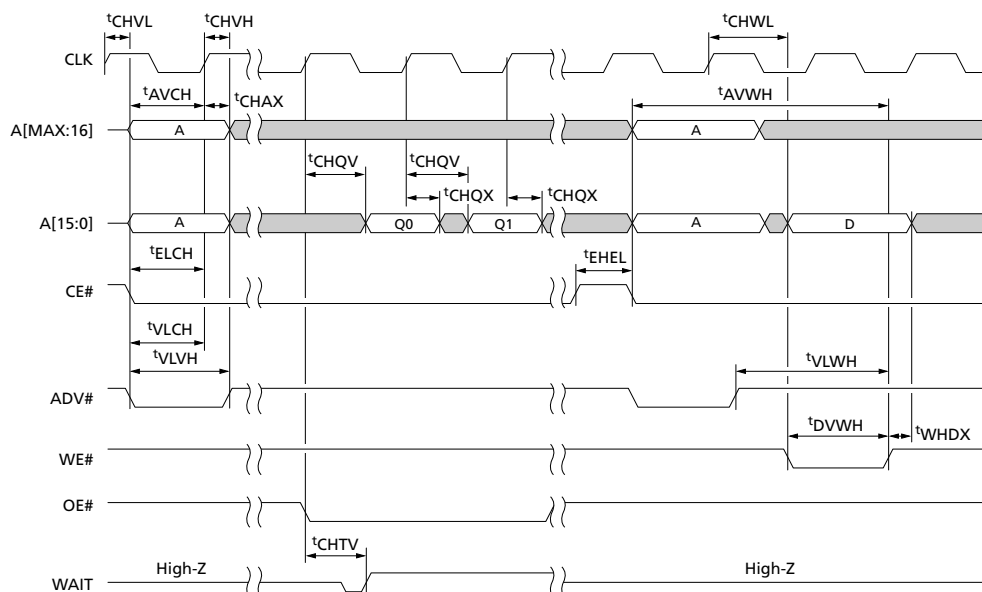 tCHVL tCHVH tCHWL
CLK
tAVCH tCHAX tAVWH
A[MAX:16] A A
tCHQV tCHQV
tCHQX tCHQX
A[15:0] A Q0 Q1 A D
tELCH tEHEL
CE#
tVLCH
tVLVH tVLWH
ADV#
tDVWH tWHDX
WE#
OE#
tCHTV
High-Z High-Z
WAIT